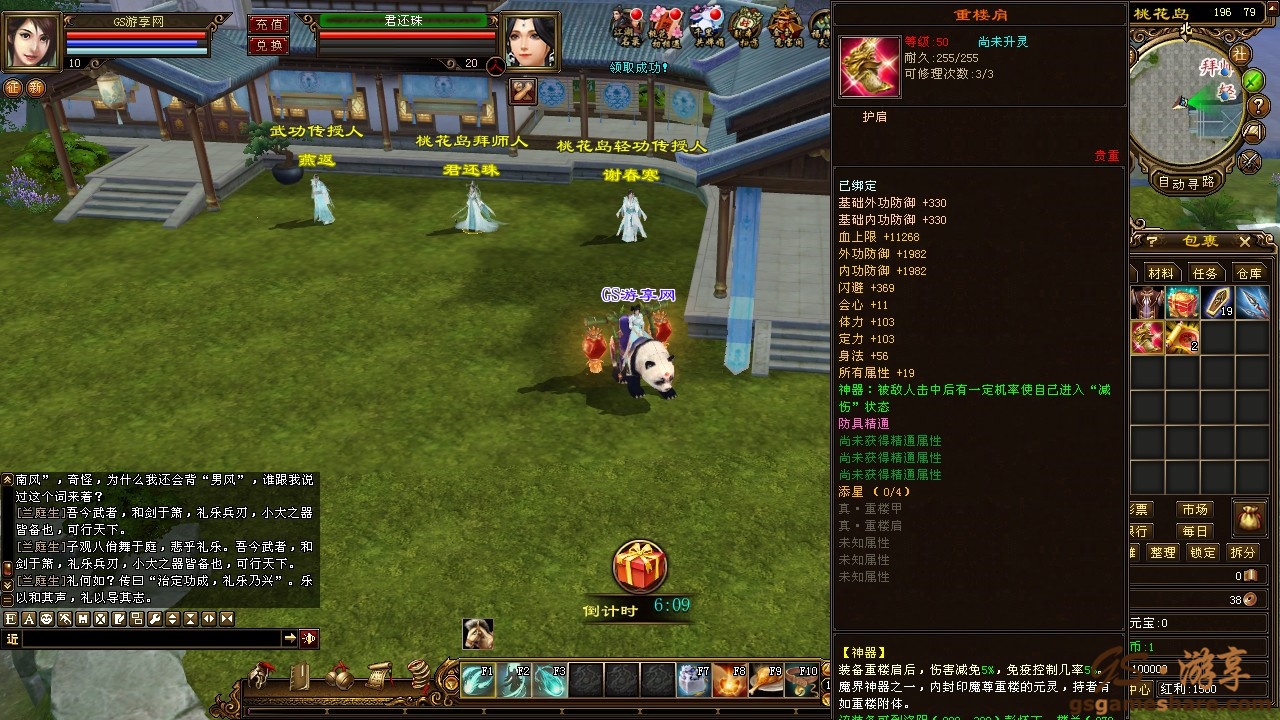 GS游享网
10
充值
兑换
君还珠
20
征
新
领取成功!
武功传授人
燕返
桃花岛拜师人
君还珠
桃花岛轻功传授人
谢春寒
GS游享网
南风”，奇怪，为什么我还会背“男风”，谁跟我说
过这个词来着?
[兰庭生]吾今武者，和剑于箫，礼乐兵刃，小大之器
皆备也，可行天下。
[兰庭生]子观八佾舞于庭，悲乎礼乐。吾今武者，和
剑于箫，礼乐兵刃，小大之器皆备也，可行天下。
[兰庭生]礼何如? 传曰“治定功成，礼乐乃兴”。乐
以和其声，礼以导其志。
近
倒计时 6:09
F1
F2
F3
F7
F8
F9
F10
重楼肩
等级:50 尚未升灵
耐久:255/255
可修理次数:3/3
护肩
贵重
已绑定
基础外功防御 +330
基础内功防御 +330
血上限 +11268
外功防御 +1982
内功防御 +1982
闪避 +369
会心 +11
体力 +103
定力 +103
身法 +56
所有属性 +19
神器：被敌人击中后有一定机率使自己进入“减
伤”状态
防具精通
尚未获得精通属性
尚未获得精通属性
尚未获得精通属性
添星 （0/4）
真·重楼甲
真·重楼肩
未知属性
未知属性
未知属性
【神器】
装备重楼肩后，伤害减免5%，免疫控制几率5
魔界神器之一，内封印魔尊重楼的元灵，持者有
如重楼附体。
桃花岛 196 79
北
社
拜
轻
自动寻路
? 包裹
材料
任务
仓库
19
2
市场
每日
整理
锁定
拆分
0
38
元宝:0
币:1
100000
红利:1500
GS游享
gsgameshare.com